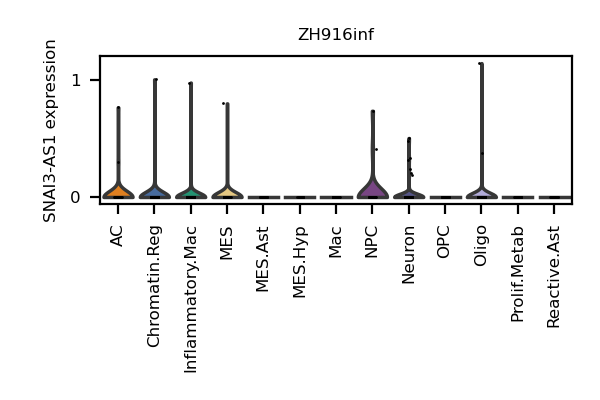 ZH916inf
SNAI3-AS1 expression
1
0
AC
Chromatin.Reg
Inflammatory.Mac
MES
MES.Ast
MES.Hyp
Mac
NPC
Neuron
OPC
Oligo
Prolif.Metab
Reactive.Ast